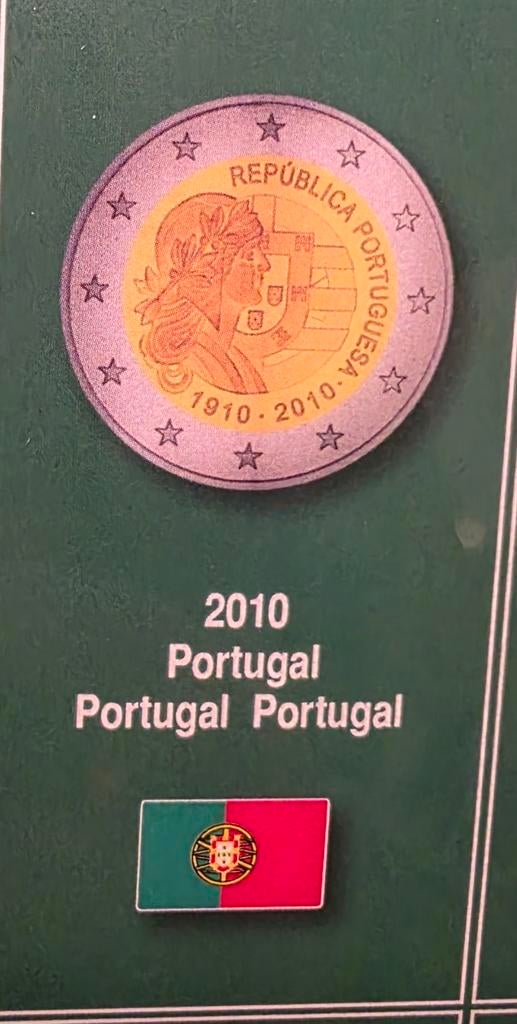 REPÚBLICA PORTUGUESA
1910 · 2010 ·
2010
Portugal
Portugal Portugal